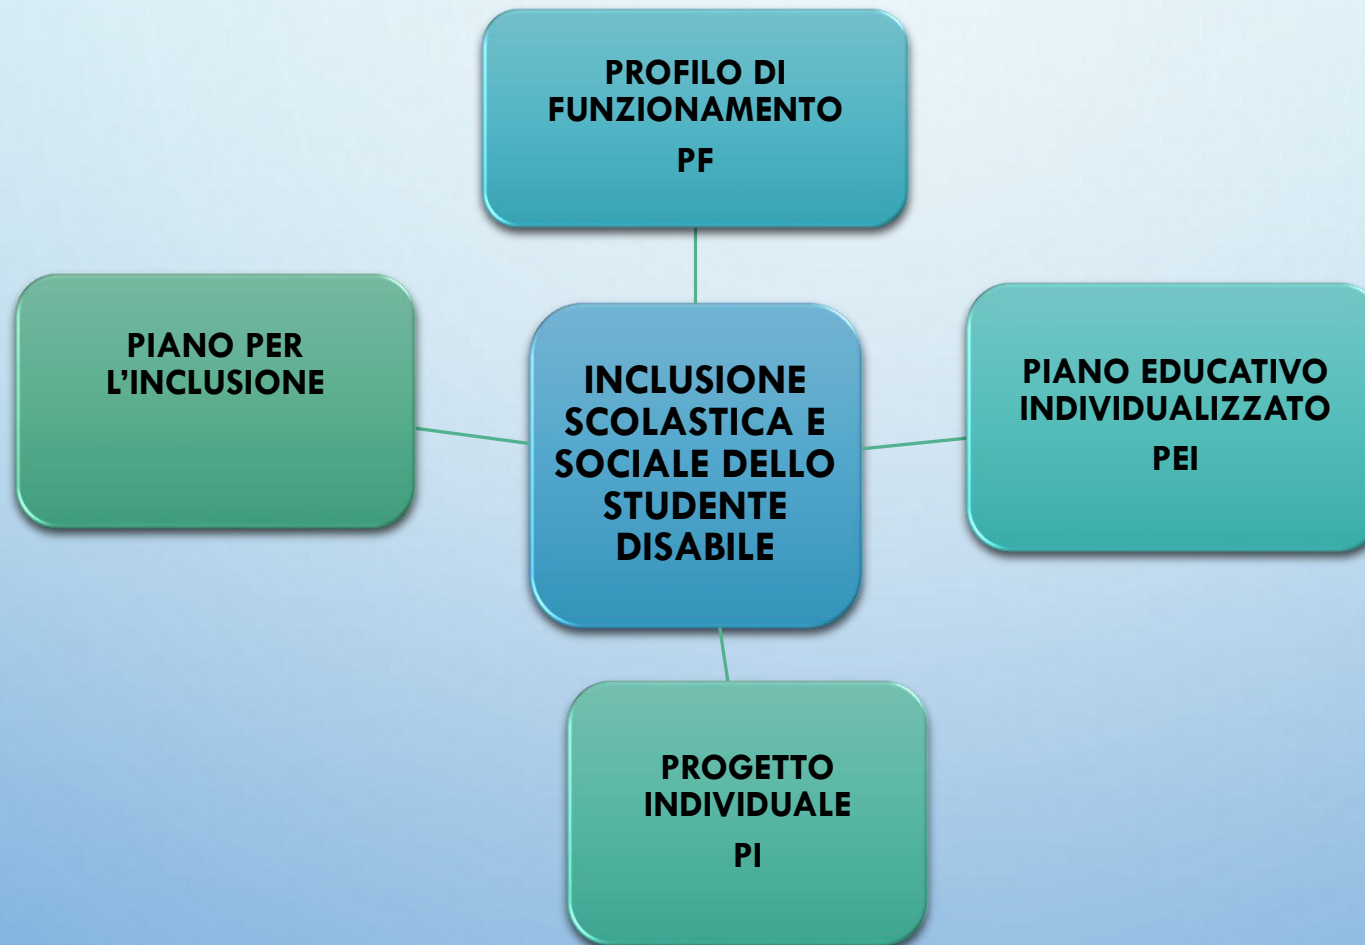 PROFILO DI
FUNZIONAMENTO
PF
PIANO PER
L'INCLUSIONE
INCLUSIONE
SCOLASTICA E
SOCIALE DELLO
STUDENTE
DISABILE
PIANO EDUCATIVO
INDIVIDUALIZZATO
PEI
PROGETTO
INDIVIDUALE
PI